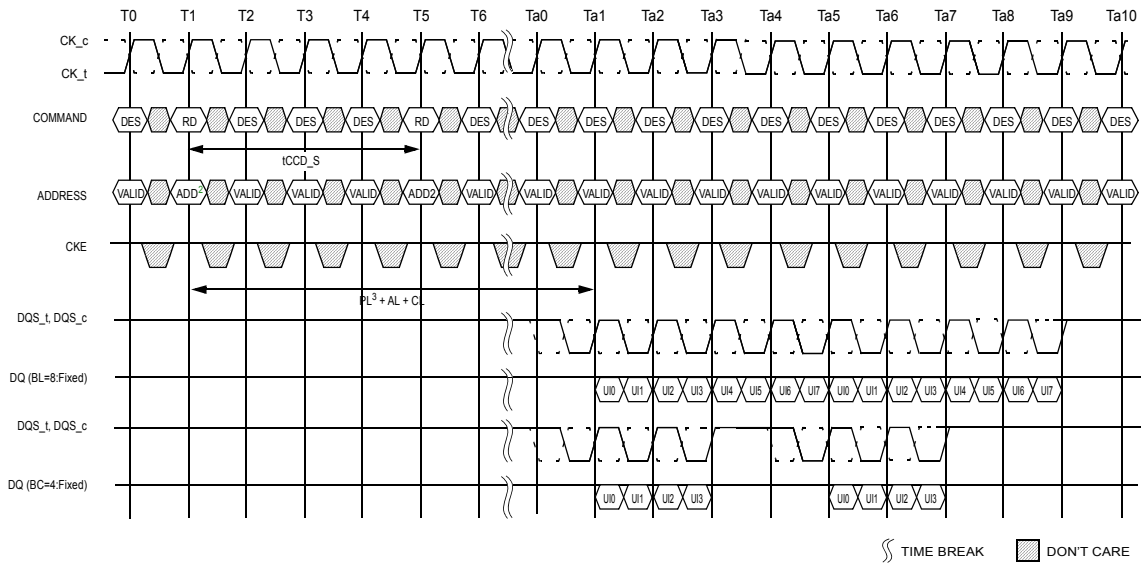 T0 T1 T2 T3 T4 T5 T6 Ta0 Ta1 Ta2 Ta3 Ta4 Ta5 Ta6 Ta7 Ta8 Ta9 Ta10
CK_c
CK_t
COMMAND DES RD DES DES DES RD DES DES DES DES DES DES DES DES DES DES DES DES
tCCD_S
ADDRESS VALID ADD2 VALID VALID VALID ADD2 VALID VALID VALID VALID VALID VALID VALID VALID VALID VALID VALID VALID
CKE
PL3 + AL + CL
DQS_t, DQS_c
DQ (BL=8:Fixed) UI0 UI1 UI2 UI3 UI4 UI5 UI6 UI7 UI0 UI1 UI2 UI3 UI4 UI5 UI6 UI7
DQS_t, DQS_c
DQ (BC=4:Fixed) UI0 UI1 UI2 UI3 UI0 UI1 UI2 UI3
TIME BREAK DON'T CARE